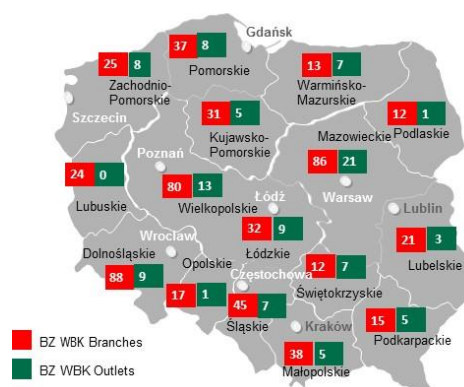 Gdańsk
37 8
Pomorskie
25 8
Zachodnio-
Pomorskie
13 7
Warmińsko-
Mazurskie
Szczecin
31 5
Kujawsko-
Pomorskie
12 1
Podlaskie
Mazowieckie
86 21
Warsaw
Poznań
24 0
Lubuskie
80 13
Wielkopolskie
Łódź
32 9
Łódzkie
Lublin
21 3
Lubelskie
Wrocław
Dolnośląskie
88 9
Opolskie
17 1
Częstochowa
45 7
Śląskie
12 7
Świętokrzyskie
15 5
Podkarpackie
Kraków
38 5
Małopolskie
BZ WBK Branches
BZ WBK Outlets